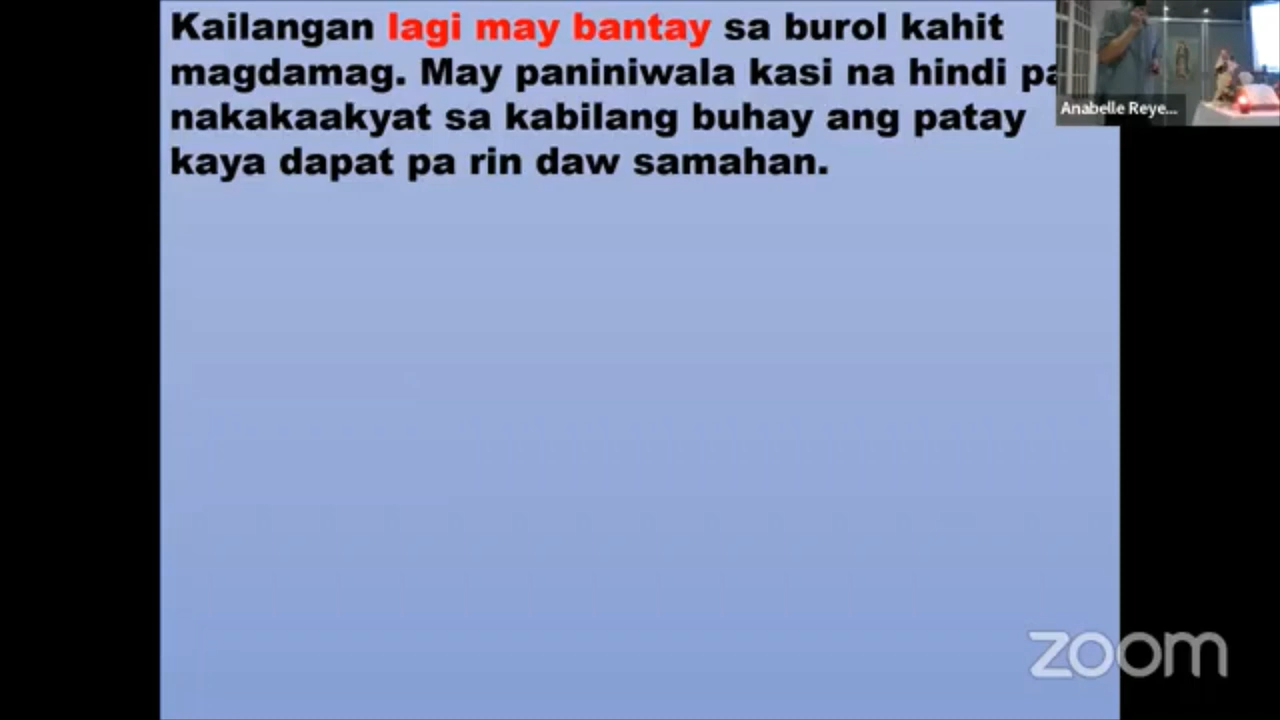 Kailangan lagi may bantay sa burol kahit
magdamag. May paniniwala kasi na hindi pa
nakakaakyat sa kabilang buhay ang patay
kaya dapat pa rin daw samahan.
Anabelle Reye...
zoom